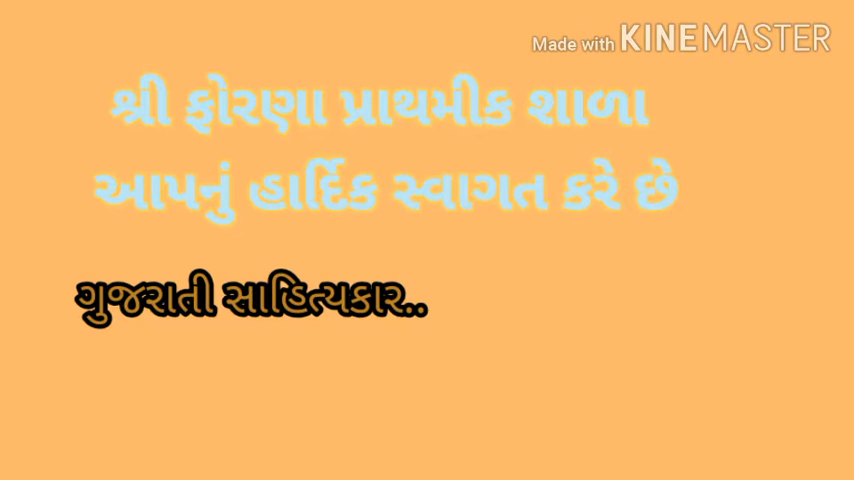 Made with KINEMASTER
શ્રી ફોરણા પ્રાથમીક શાળા
આપનું હાર્દિક સ્વાગત કરે છે
ગુજરાતી સાહિત્યકાર..